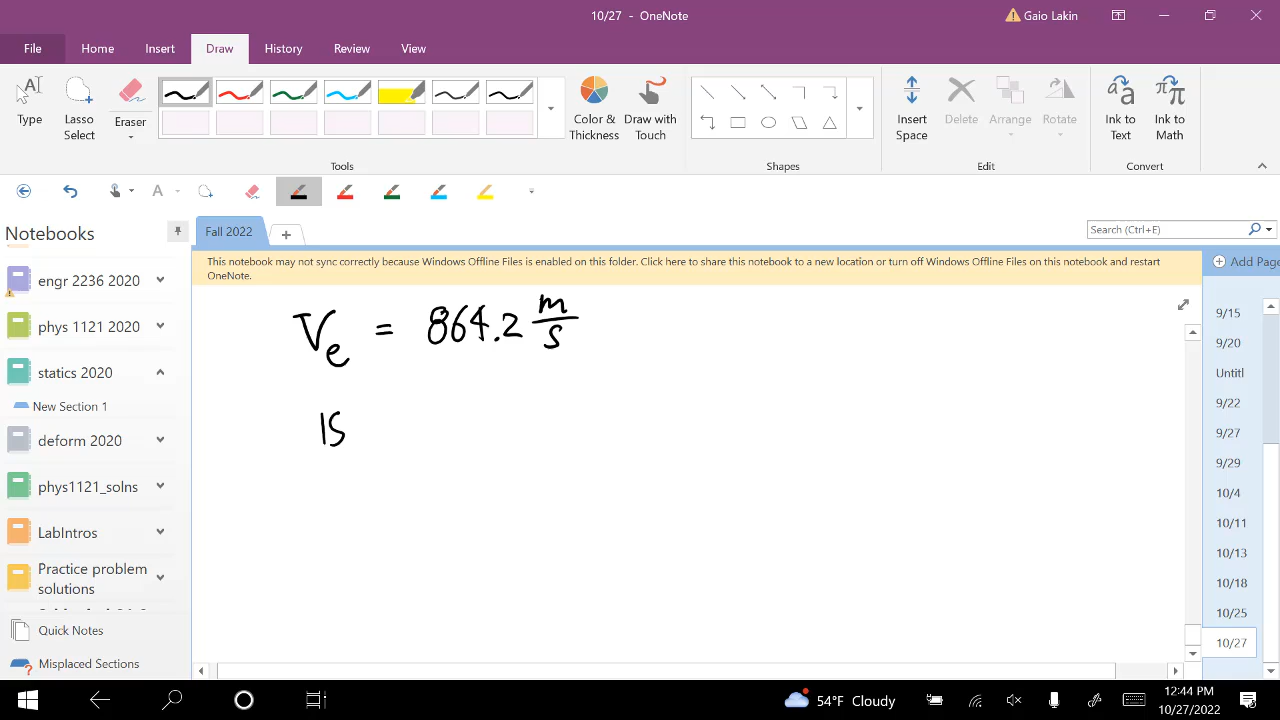 10/27 - OneNote
Gaio Lakin
File
Home
Insert
Draw
History
Review
View
Type
Lasso
Select
Eraser
Color &
Thickness
Draw with
Touch
Insert
Space
Delete
Arrange
Rotate
Ink to
Text
Ink to
Math
Tools
Shapes
Edit
Convert
A
Notebooks
Fall 2022
Search (Ctrl+E)
This notebook may not sync correctly because Windows Offline Files is enabled on this folder. Click here to share this notebook to a new location or turn off Windows Offline Files on this notebook and restart
OneNote.
Add Page
engr 2236 2020
phys 1121 2020
statics 2020
New Section 1
deform 2020
phys1121_solns
LabIntros
Practice problem
solutions
Quick Notes
Misplaced Sections
Ve = 864.2 m/s
IS
9/15
9/20
Untitl
9/22
9/27
9/29
10/4
10/11
10/13
10/18
10/25
10/27
54°F Cloudy
12:44 PM
10/27/2022